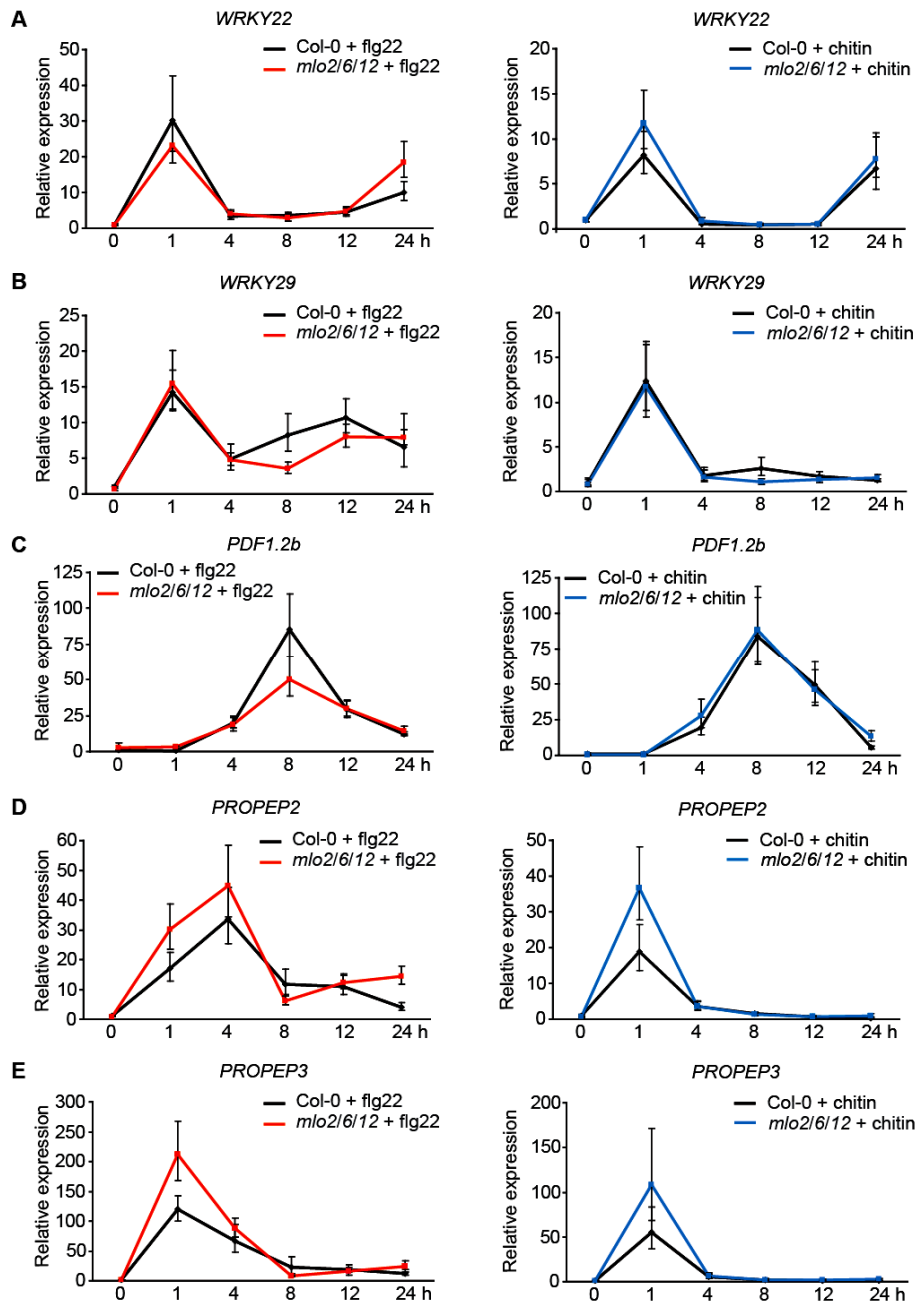 A
WRKY22
Relative expression
50
40
30
20
10
0
Col-0 + flg22
mlo2/6/12 + flg22
0 1 4 8 12 24 h
WRKY22
Relative expression
20
15
10
5
0
Col-0 + chitin
mlo2/6/12 + chitin
0 1 4 8 12 24 h
B
WRKY29
Relative expression
25
20
15
10
5
0
Col-0 + flg22
mlo2/6/12 + flg22
0 1 4 8 12 24 h
WRKY29
Relative expression
20
15
10
5
0
Col-0 + chitin
mlo2/6/12 + chitin
0 1 4 8 12 24 h
C
PDF1.2b
Relative expression
125
100
75
50
25
0
Col-0 + flg22
mlo2/6/12 + flg22
0 1 4 8 12 24 h
PDF1.2b
Relative expression
125
100
75
50
25
0
Col-0 + chitin
mlo2/6/12 + chitin
0 1 4 8 12 24 h
D
PROPEP2
Relative expression
60
50
40
30
20
10
0
Col-0 + flg22
mlo2/6/12 + flg22
0 1 4 8 12 24 h
PROPEP2
Relative expression
50
40
30
20
10
0
Col-0 + chitin
mlo2/6/12 + chitin
0 1 4 8 12 24 h
E
PROPEP3
Relative expression
300
250
200
150
100
50
0
Col-0 + flg22
mlo2/6/12 + flg22
0 1 4 8 12 24 h
PROPEP3
Relative expression
200
150
100
50
0
Col-0 + chitin
mlo2/6/12 + chitin
0 1 4 8 12 24 h